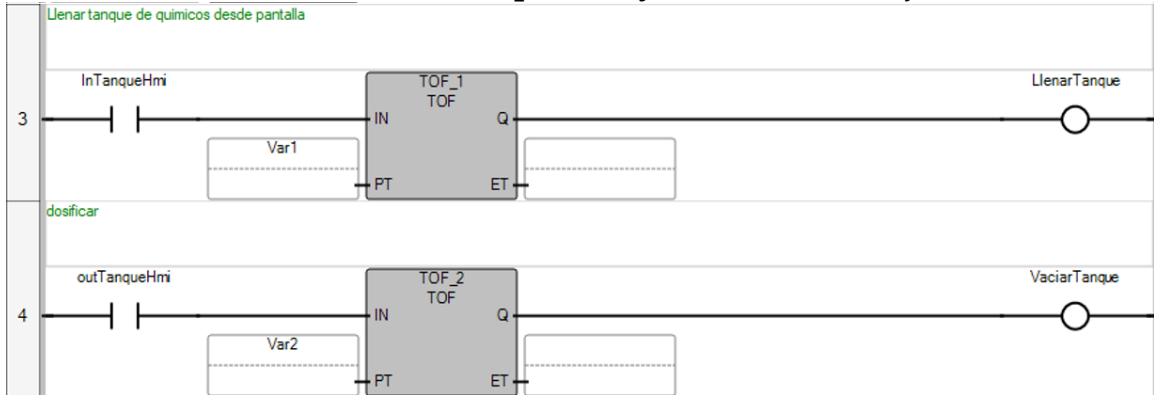 Llenar tanque de quimicos desde pantalla
InTanqueHmi
TOF_1
TOF
LlenarTanque
3
IN
Q
Var1
PT
ET
dosificar
outTanqueHmi
TOF_2
TOF
VaciarTanque
4
IN
Q
Var2
PT
ET